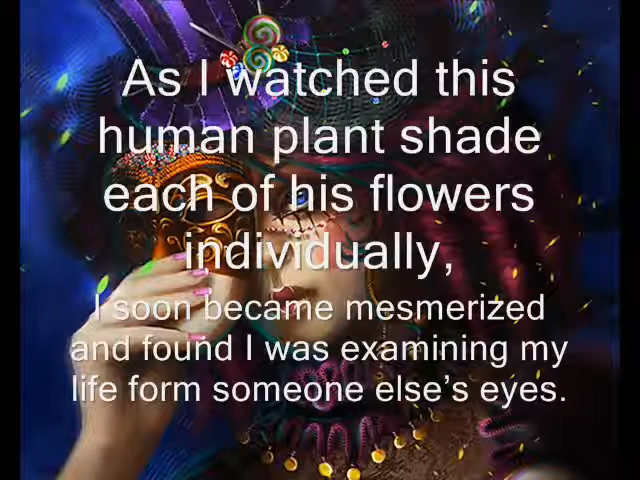 As I watched this
human plant shade
each of his flowers
individually,
I soon became mesmerized
and found I was examining my
life form someone else's eyes.